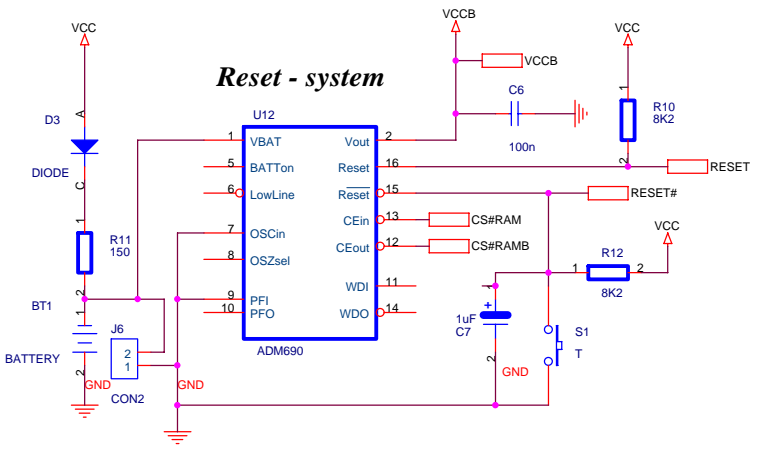 VCCB
VCC
VCC
VCCB
Reset - system
C6
U12
D3
A
1
R10
8K2
1
VBAT
Vout
2
100n
2
5
BATTon
Reset
16
RESET
DIODE
C
6
LowLine
Reset
15
RESET#
1
7
OSCin
CEin
13
CS#RAM
R11
150
CEout
12
CS#RAMB
VCC
8
OSZsel
R12
1
2
WDI
11
2
9
PFI
1
8K2
BT1
1
10
PFO
WDO
14
1uF
C7
J6
S1
T
BATTERY
2
1
ADM690
2
2
GND
GND
GND
CON2